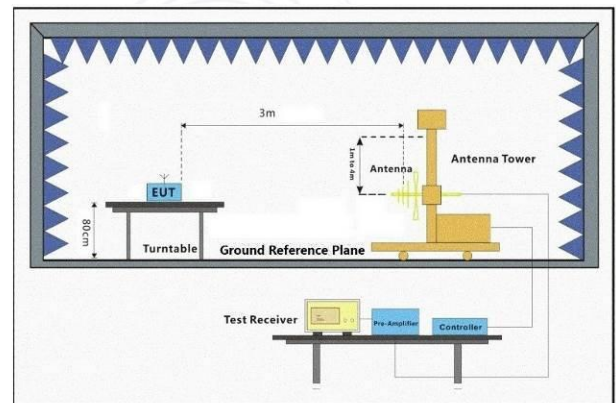 3m
1m to 4m
Antenna
Antenna Tower
EUT
80cm
Turntable
Ground Reference Plane
Test Receiver
Pre-Amplifier
Controller